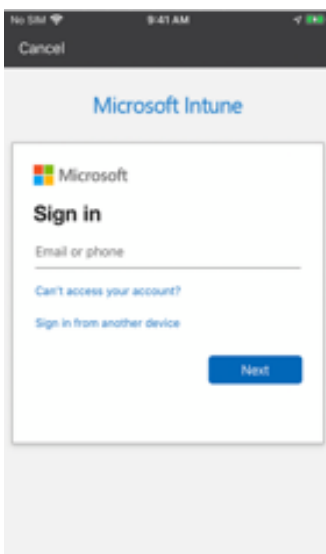 No SIM 9:41 AM
Cancel
Microsoft Intune
Microsoft
Sign in
Email or phone
Can't access your account?
Sign in from another device
Next